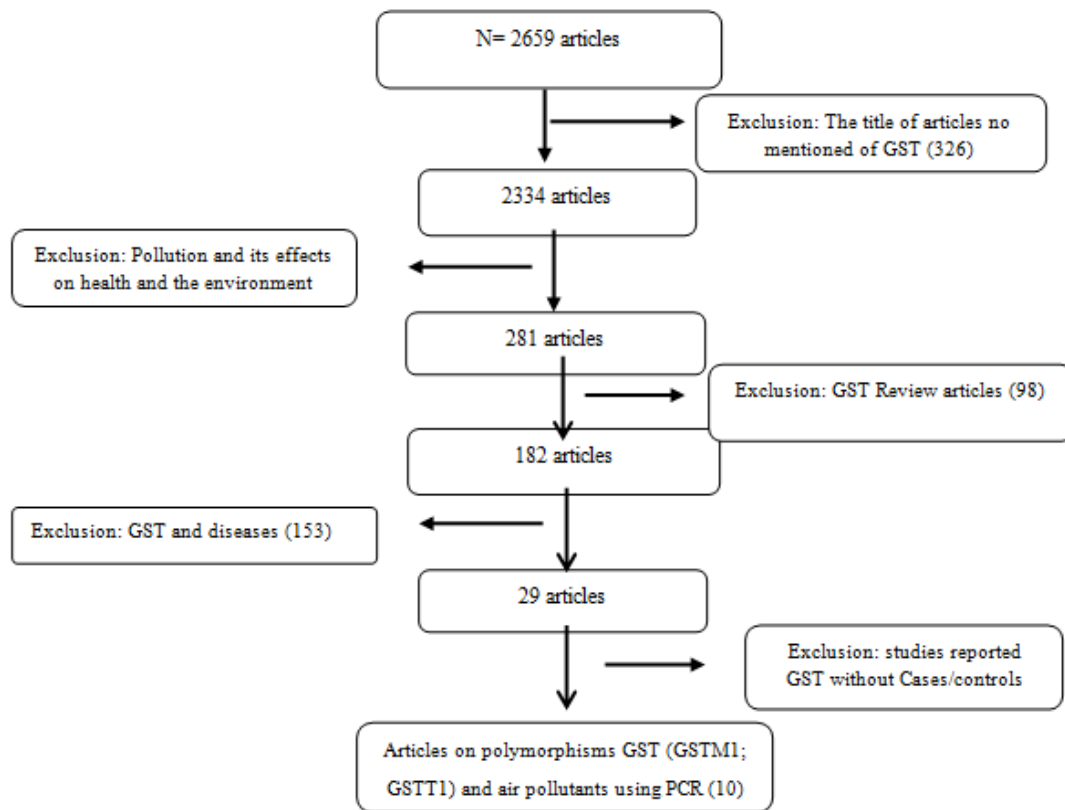 N= 2659 articles
Exclusion: The title of articles no
mentioned of GST (326)
2334 articles
Exclusion: Pollution and its effects
on health and the environment
281 articles
Exclusion: GST Review articles (98)
182 articles
Exclusion: GST and diseases (153)
29 articles
Exclusion: studies reported
GST without Cases/controls
Articles on polymorphisms GST (GSTM1;
GSTT1) and air pollutants using PCR (10)